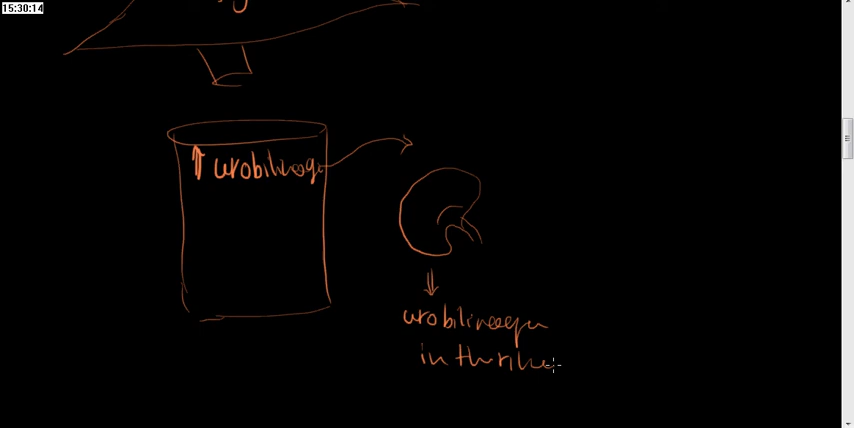 15:30:14
↑ urobilinogen
urobilinogen
in the urine